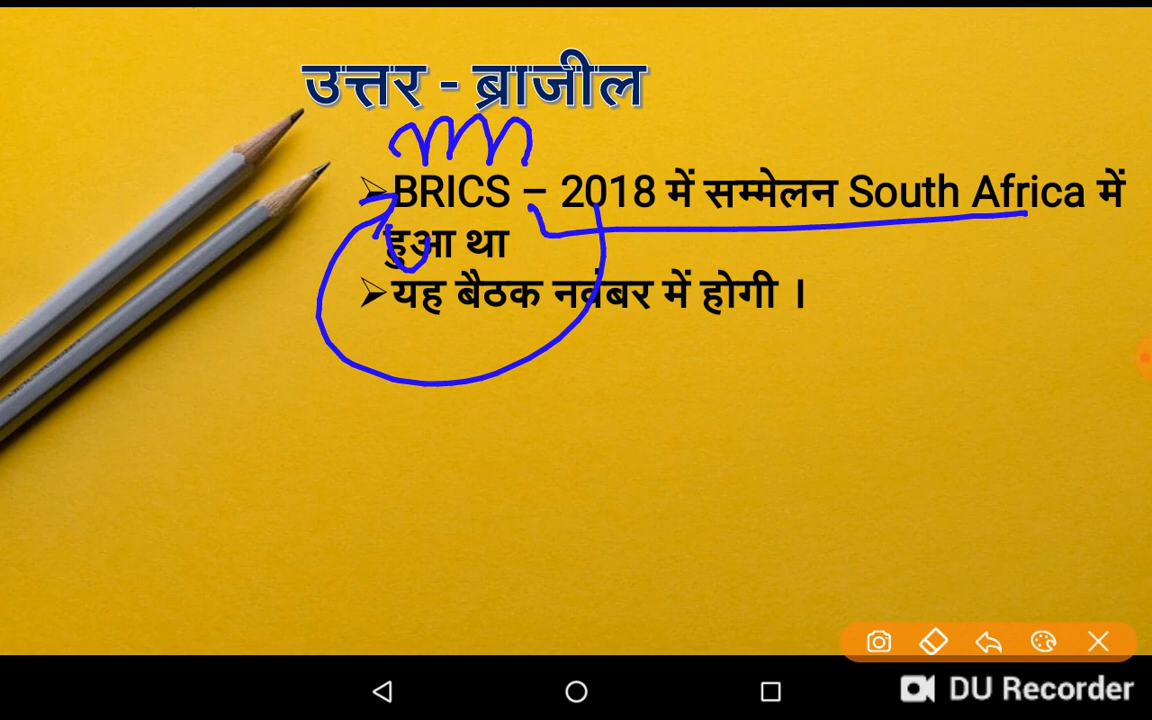 उत्तर - ब्राजील
➢BRICS – 2018 में सम्मेलन South Africa में
हुआ था
➢यह बैठक नवंबर में होगी ।
DU Recorder